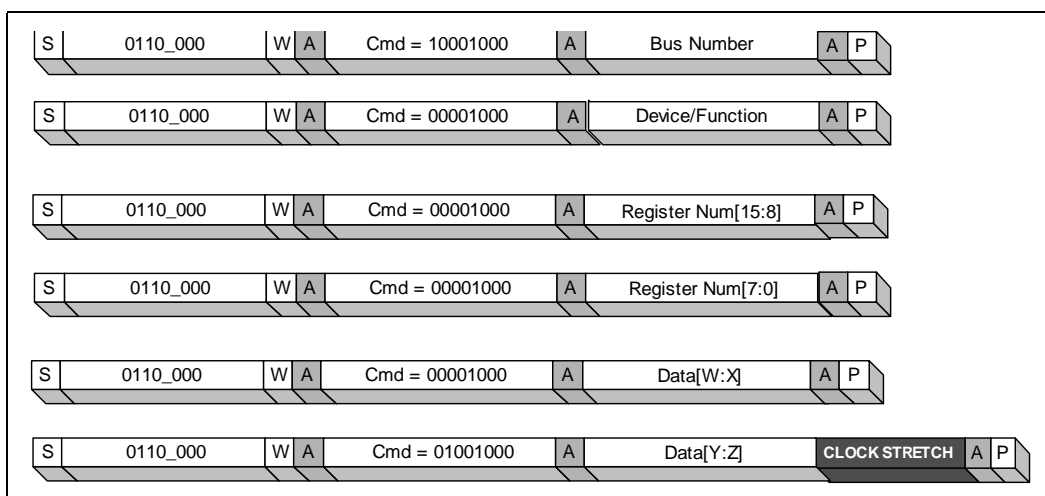 S 0110_000 W A Cmd = 10001000 A Bus Number A P
S 0110_000 W A Cmd = 00001000 A Device/Function A P
S 0110_000 W A Cmd = 00001000 A Register Num[15:8] A P
S 0110_000 W A Cmd = 00001000 A Register Num[7:0] A P
S 0110_000 W A Cmd = 00001000 A Data[W:X] A P
S 0110_000 W A Cmd = 01001000 A Data[Y:Z] CLOCK STRETCH A P